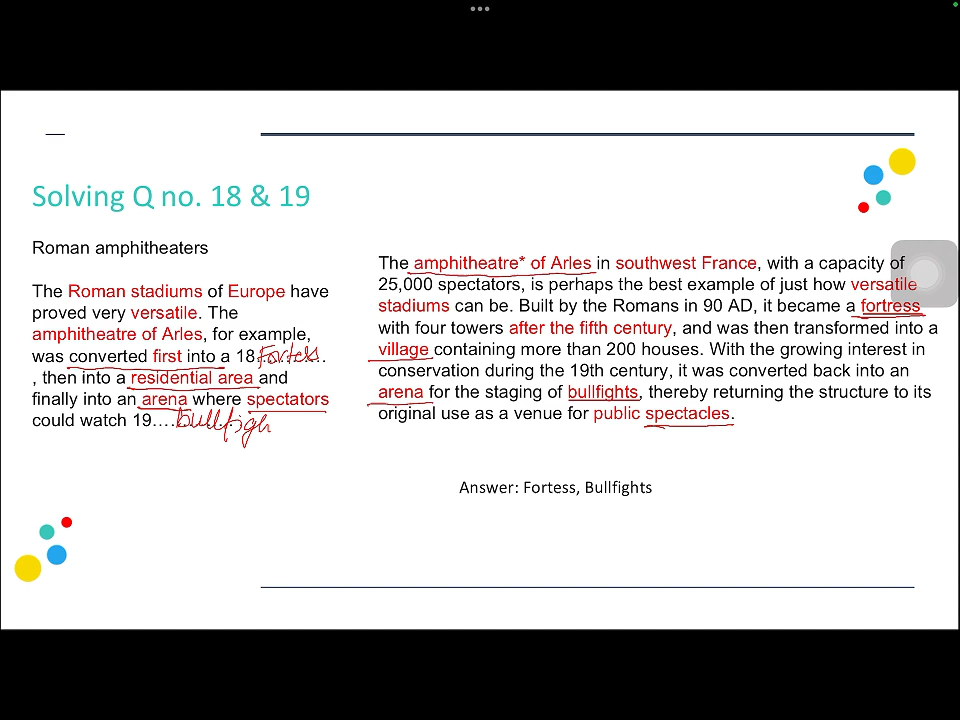 Solving Q no. 18 & 19
Roman amphitheaters
The Roman stadiums of Europe have
proved very versatile. The
amphitheatre of Arles, for example,
was converted first into a 18..Fortess....
, then into a residential area and
finally into an arena where spectators
could watch 19....bullfigh
The amphitheatre* of Arles in southwest France, with a capacity of
25,000 spectators, is perhaps the best example of just how versatile
stadiums can be. Built by the Romans in 90 AD, it became a fortress
with four towers after the fifth century, and was then transformed into a
village containing more than 200 houses. With the growing interest in
conservation during the 19th century, it was converted back into an
arena for the staging of bullfights, thereby returning the structure to its
original use as a venue for public spectacles.
Answer: Fortess, Bullfights